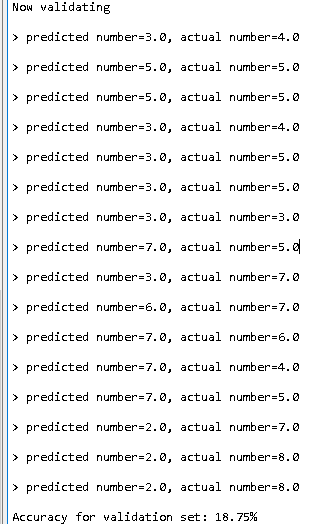 Now validating
> predicted number=3.0, actual number=4.0
> predicted number=5.0, actual number=5.0
> predicted number=5.0, actual number=5.0
> predicted number=3.0, actual number=4.0
> predicted number=3.0, actual number=5.0
> predicted number=3.0, actual number=5.0
> predicted number=3.0, actual number=3.0
> predicted number=7.0, actual number=5.0
> predicted number=3.0, actual number=7.0
> predicted number=6.0, actual number=7.0
> predicted number=7.0, actual number=6.0
> predicted number=7.0, actual number=4.0
> predicted number=7.0, actual number=5.0
> predicted number=2.0, actual number=7.0
> predicted number=2.0, actual number=8.0
> predicted number=2.0, actual number=8.0
Accuracy for validation set: 18.75%